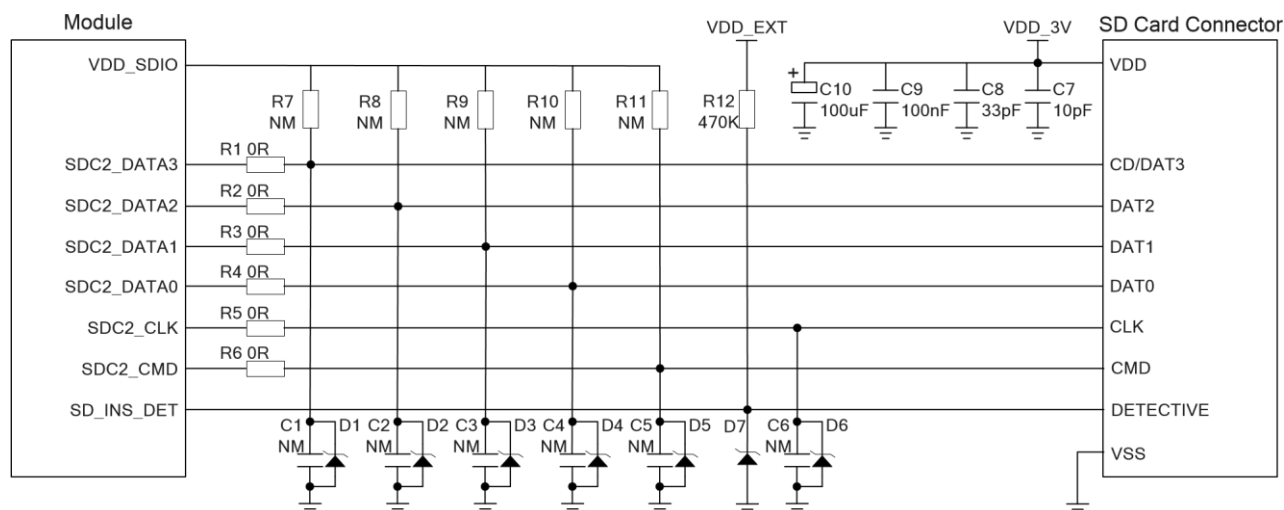 Module
SD Card Connector
VDD_EXT
VDD_3V
VDD_SDIO
VDD
R7
NM
R8
NM
R9
NM
R10
NM
R11
NM
R12
470K
+
C10
100uF
C9
100nF
C8
33pF
C7
10pF
SDC2_DATA3
R1 0R
CD/DAT3
SDC2_DATA2
R2 0R
DAT2
SDC2_DATA1
R3 0R
DAT1
SDC2_DATA0
R4 0R
DAT0
SDC2_CLK
R5 0R
CLK
SDC2_CMD
R6 0R
CMD
SD_INS_DET
DETECTIVE
C1
NM
D1
C2
NM
D2
C3
NM
D3
C4
NM
D4
C5
NM
D5
D7
C6
NM
D6
VSS